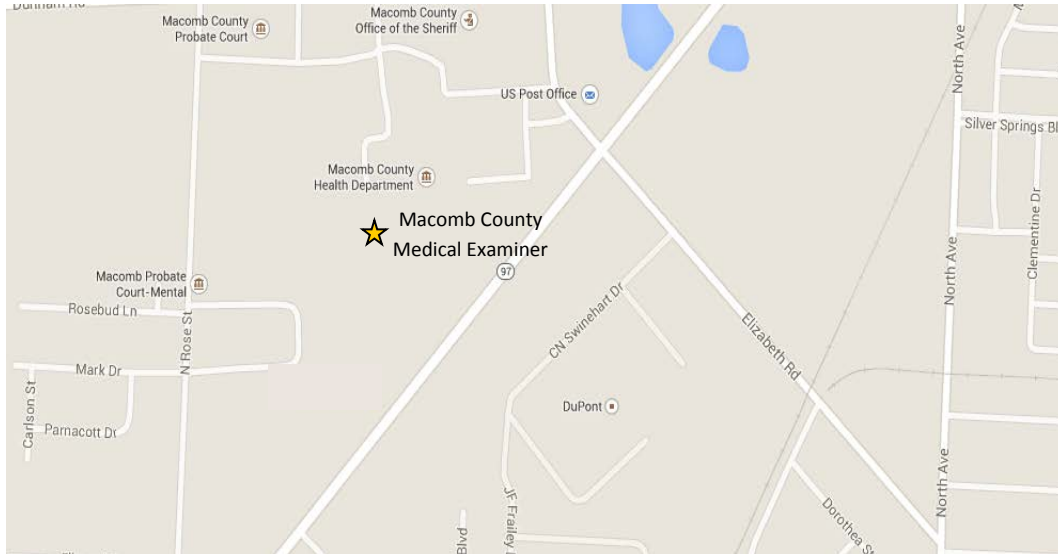 Dunham Rd
Macomb County
Probate Court
Macomb County
Office of the Sheriff
US Post Office
North Ave
Silver Springs Bl
Macomb County
Health Department
Macomb County
Medical Examiner
Clementine Dr
North Ave
97
Macomb Probate
Court-Mental
Rosebud Ln
N Rose St
CN Swinehart Dr
Elizabeth Rd
Mark Dr
Carlson St
Parnacott Dr
DuPont
JF Frailey
North Ave
Blvd
Dorothea St